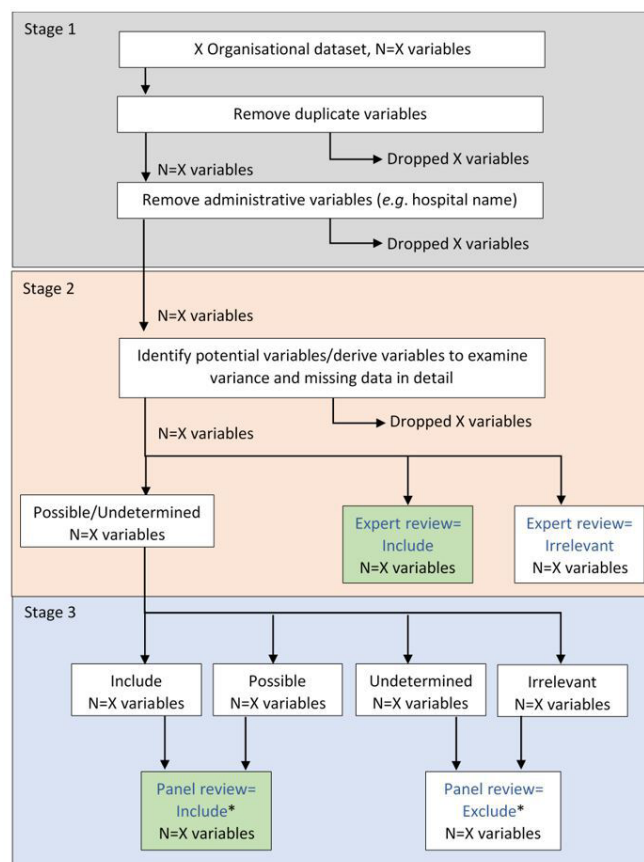 Stage 1
X Organisational dataset, N=X variables
Remove duplicate variables
Dropped X variables
N=X variables
Remove administrative variables (e.g. hospital name)
Dropped X variables
Stage 2
N=X variables
Identify potential variables/derive variables to examine
variance and missing data in detail
Dropped X variables
N=X variables
Possible/Undetermined
N=X variables
Expert review=
Include
N=X variables
Expert review=
Irrelevant
N=X variables
Stage 3
Include
N=X variables
Possible
N=X variables
Undetermined
N=X variables
Irrelevant
N=X variables
Panel review=
Include*
N=X variables
Panel review=
Exclude*
N=X variables